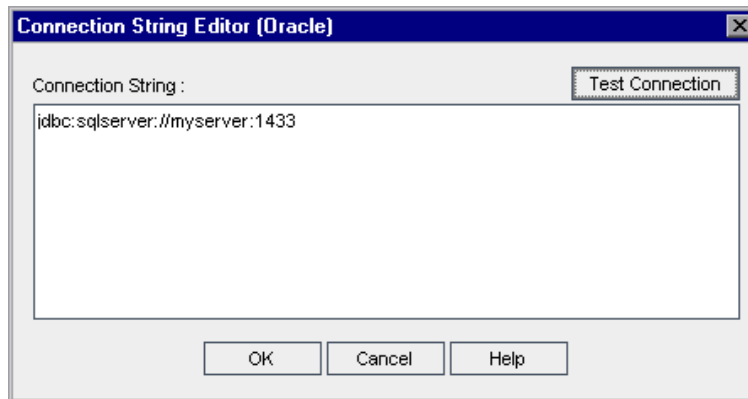 Connection String Editor (Oracle)
Connection String :
Test Connection
jdbc:sqlserver://myserver:1433
OK
Cancel
Help